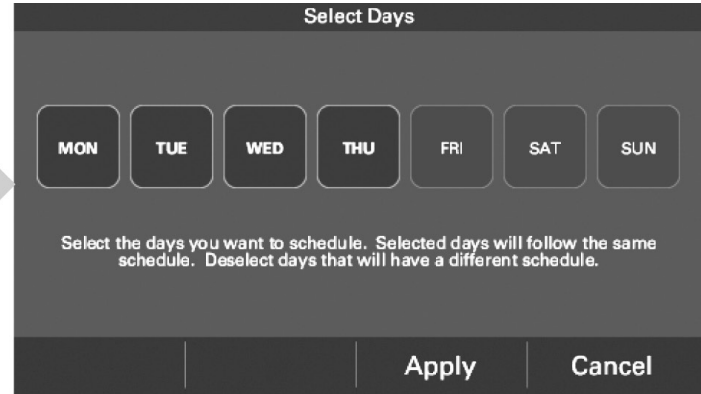 Select Days
MON TUE WED THU FRI SAT SUN
Select the days you want to schedule. Selected days will follow the same
schedule. Deselect days that will have a different schedule.
Apply Cancel